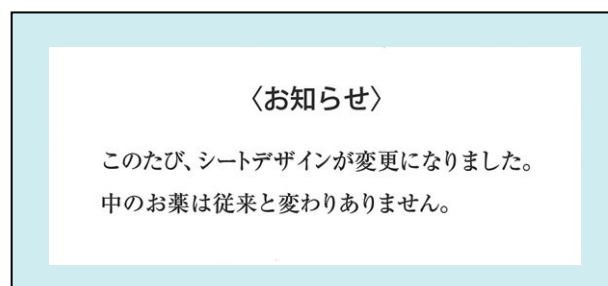 〈お知らせ〉
このたび、シートデザインが変更になりました。
中のお薬は従来と変わりありません。